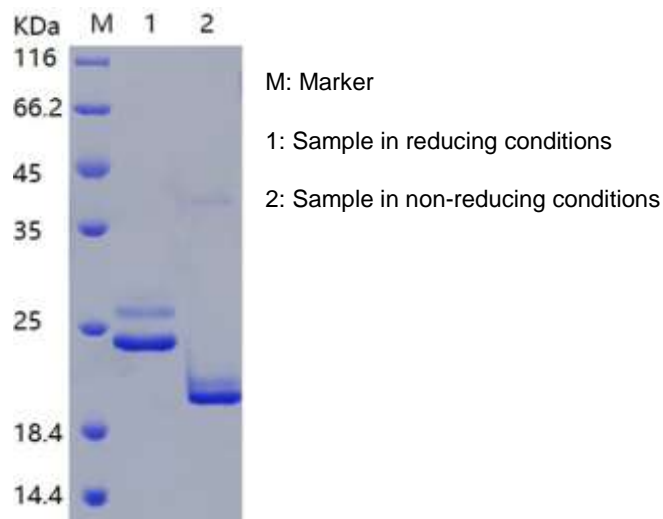 KDa M 1 2
116
66.2
45
35
25
18.4
14.4
M: Marker
1: Sample in reducing conditions
2: Sample in non-reducing conditions